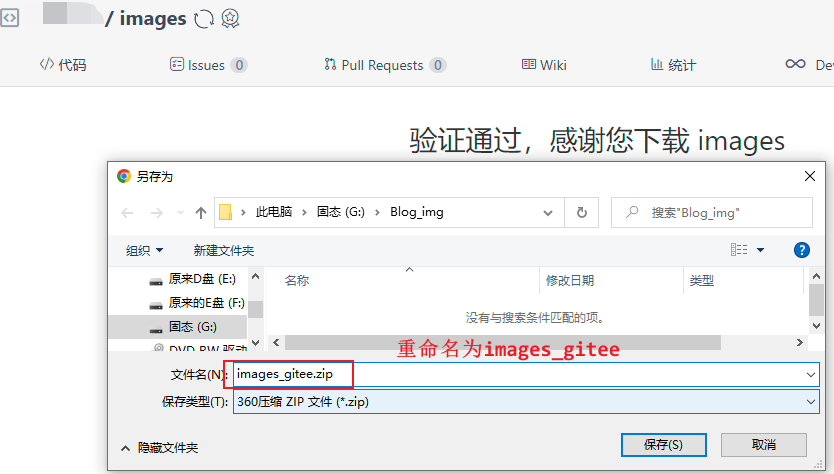 / images
代码
Issues 0
Pull Requests 0
Wiki
统计
Dev
验证通过，感谢您下载 images
另存为
此电脑 > 固态 (G:) > Blog_img
搜索"Blog_img"
组织
新建文件夹
原来D盘 (E:)
原来的E盘 (F:)
固态 (G:)
DVD RW 驱动
名称
修改日期
类型
没有与搜索条件匹配的项。
重命名为images_gitee
文件名(N):
images_gitee.zip
保存类型(T):
360压缩 ZIP 文件 (*.zip)
隐藏文件夹
保存(S)
取消